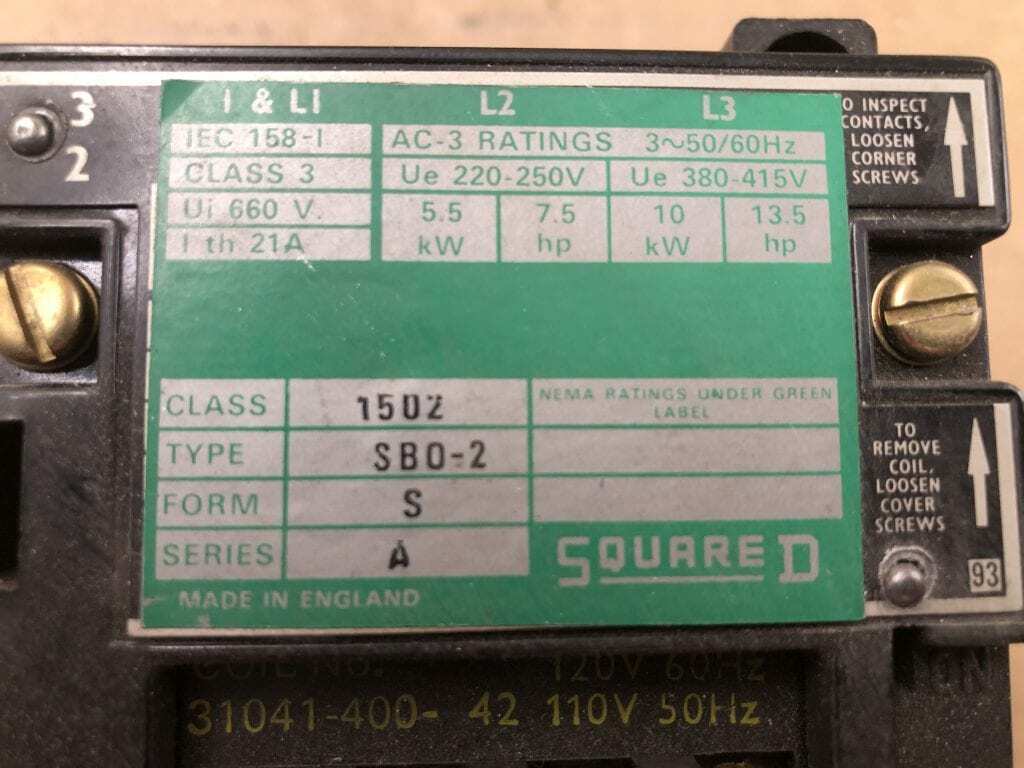 3
2
I & LI L2 L3
IEC 158-I AC-3 RATINGS 3~50/60Hz
CLASS 3 Ue 220-250V Ue 380-415V
Ui 660 V. 5.5 7.5 10 13.5
I th 21A kW hp kW hp
TO INSPECT
CONTACTS,
LOOSEN
CORNER
SCREWS
CLASS 1502
TYPE SBO-2
FORM S
SERIES A
NEMA RATINGS UNDER GREEN
LABEL
SQUARE D
MADE IN ENGLAND
TO
REMOVE
COIL,
LOOSEN
COVER
SCREWS
93
COIL NO. 120V 60Hz
31041-400- 42 110V 50Hz